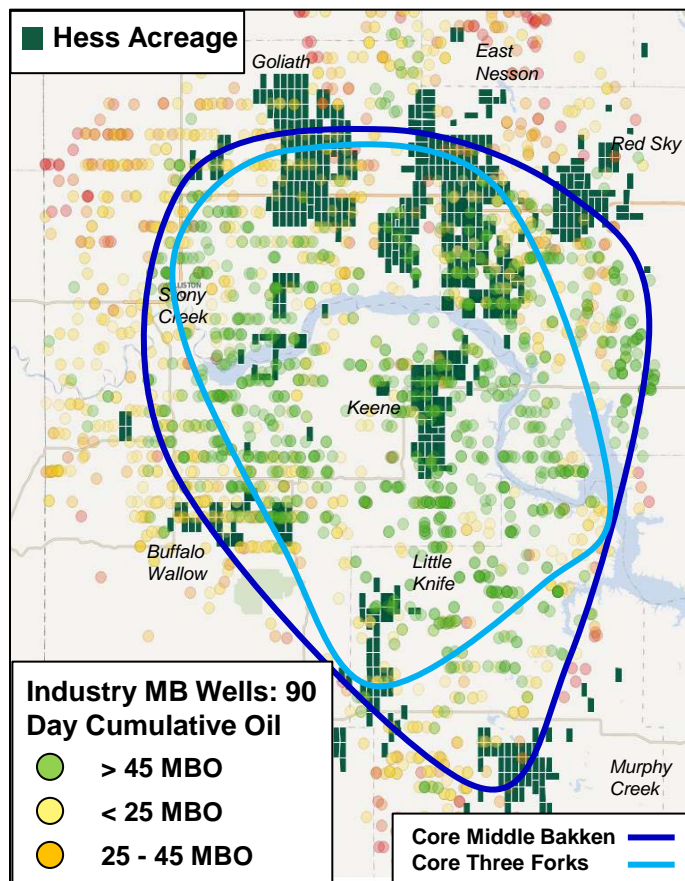 Hess Acreage
Goliath
East
Nesson
Red Sky
LLISTON
Stony
Creek
Keene
Buffalo
Wallow
Little
Knife
Murphy
Creek
Industry MB Wells: 90
Day Cumulative Oil
> 45 MBO
< 25 MBO
25 - 45 MBO
Core Middle Bakken
Core Three Forks